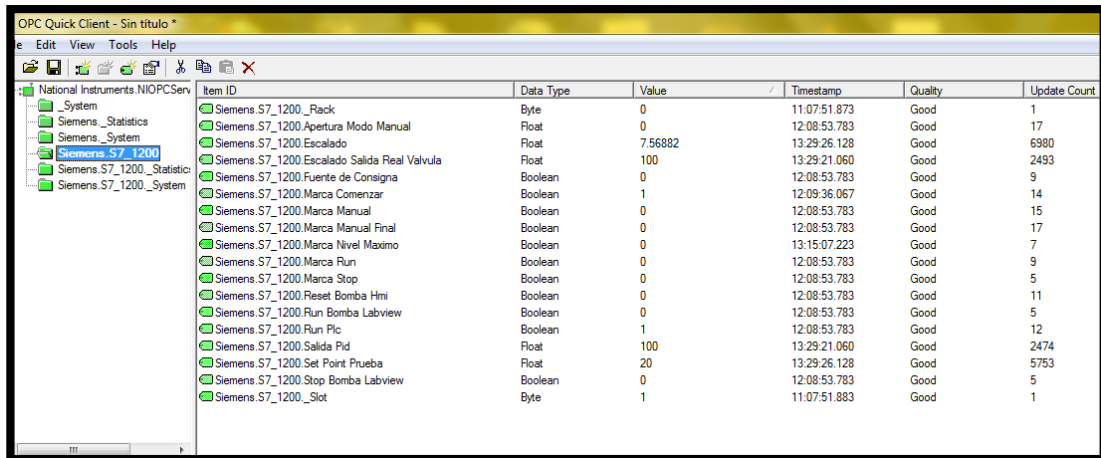 OPC Quick Client - Sin título *
le Edit View Tools Help
National Instruments.NIOPCServ
_System
Siemens._Statistics
Siemens._System
Siemens.S7_1200
Siemens.S7_1200._Statistic
Siemens.S7_1200._System
Item ID Data Type Value Timestamp Quality Update Count
Siemens.S7_1200._Rack Byte 0 11:07:51.873 Good 1
Siemens.S7_1200.Apertura Modo Manual Float 0 12:08:53.783 Good 17
Siemens.S7_1200.Escalado Float 7.56882 13:29:26.128 Good 6980
Siemens.S7_1200.Escalado Salida Real Valvula Float 100 13:29:21.060 Good 2493
Siemens.S7_1200.Fuente de Consigna Boolean 0 12:08:53.783 Good 9
Siemens.S7_1200.Marca Comenzar Boolean 1 12:09:36.067 Good 14
Siemens.S7_1200.Marca Manual Boolean 0 12:08:53.783 Good 15
Siemens.S7_1200.Marca Manual Final Boolean 0 12:08:53.783 Good 17
Siemens.S7_1200.Marca Nivel Maximo Boolean 0 13:15:07.223 Good 7
Siemens.S7_1200.Marca Run Boolean 0 12:08:53.783 Good 9
Siemens.S7_1200.Marca Stop Boolean 0 12:08:53.783 Good 5
Siemens.S7_1200.Reset Bomba Hmi Boolean 0 12:08:53.783 Good 11
Siemens.S7_1200.Run Bomba Labview Boolean 0 12:08:53.783 Good 5
Siemens.S7_1200.Run Plc Boolean 1 12:08:53.783 Good 12
Siemens.S7_1200.Salida Pid Float 100 13:29:21.060 Good 2474
Siemens.S7_1200.Set Point Prueba Float 20 13:29:26.128 Good 5753
Siemens.S7_1200.Stop Bomba Labview Boolean 0 12:08:53.783 Good 5
Siemens.S7_1200._Slot Byte 1 11:07:51.883 Good 1